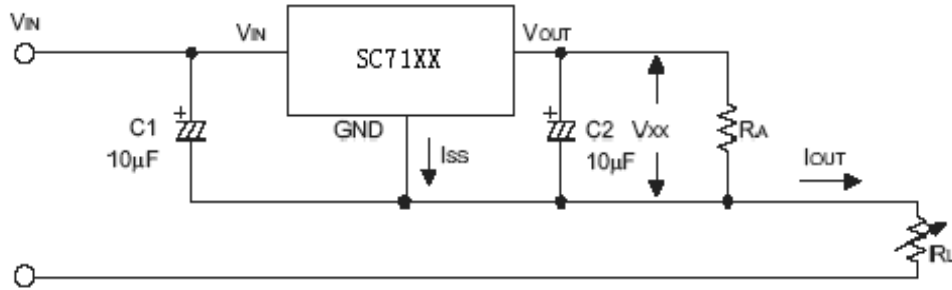 VIN
VIN
SC71XX
VOUT
GND
C1
10µF
ISS
C2
10µF
VXX
RA
IOUT
RL